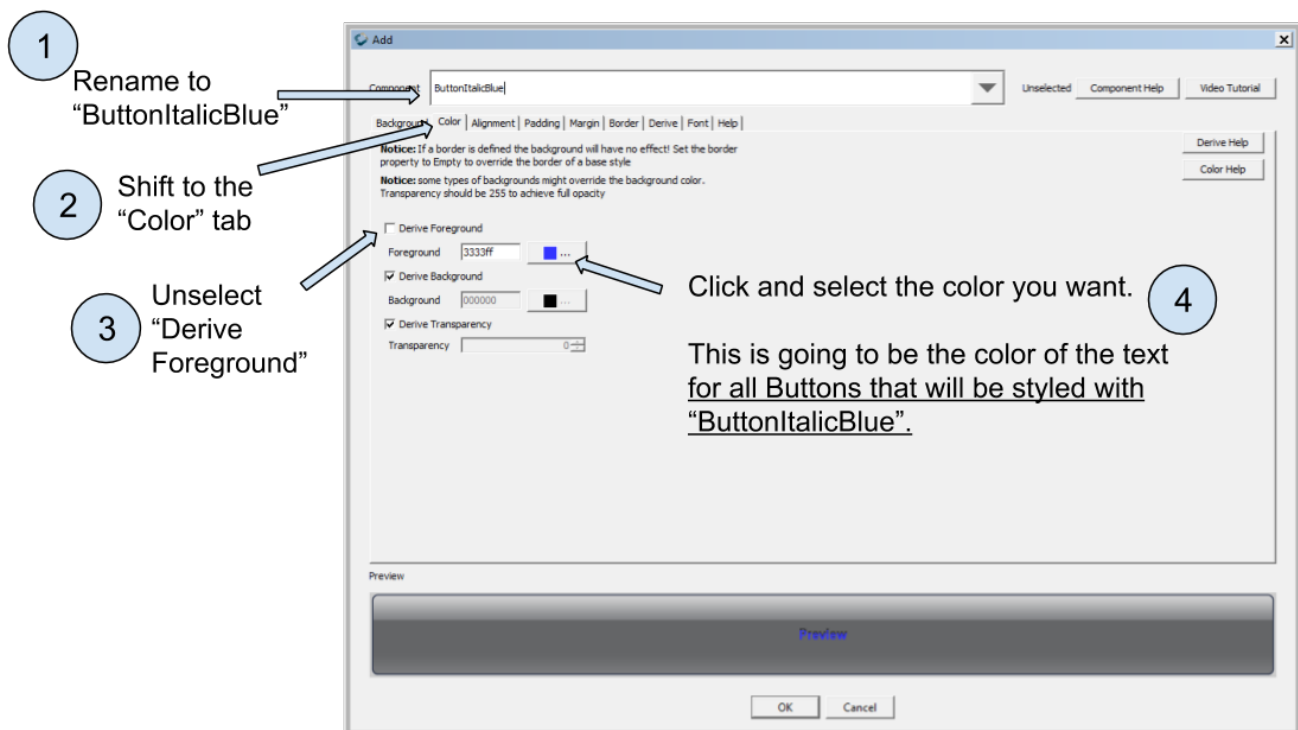 1
Rename to
“ButtonItalicBlue”
2
Shift to the
“Color” tab
3
Unselect
“Derive
Foreground”
Add
Component ButtonItalicBlue Unselected Component Help Video Tutorial
Background Color Alignment Padding Margin Border Derive Font Help
Notice: If a border is defined the background will have no effect! Set the border
property to Empty to override the border of a base style
Notice: some types of backgrounds might override the background color.
Transparency should be 255 to achieve full opacity
Derive Help
Color Help
Derive Foreground
Foreground 3333ff ...
Derive Background
Background 000000 ...
Derive Transparency
Transparency 0
Click and select the color you want.
4
This is going to be the color of the text
for all Buttons that will be styled with
“ButtonItalicBlue”.
Preview
Preview
OK Cancel